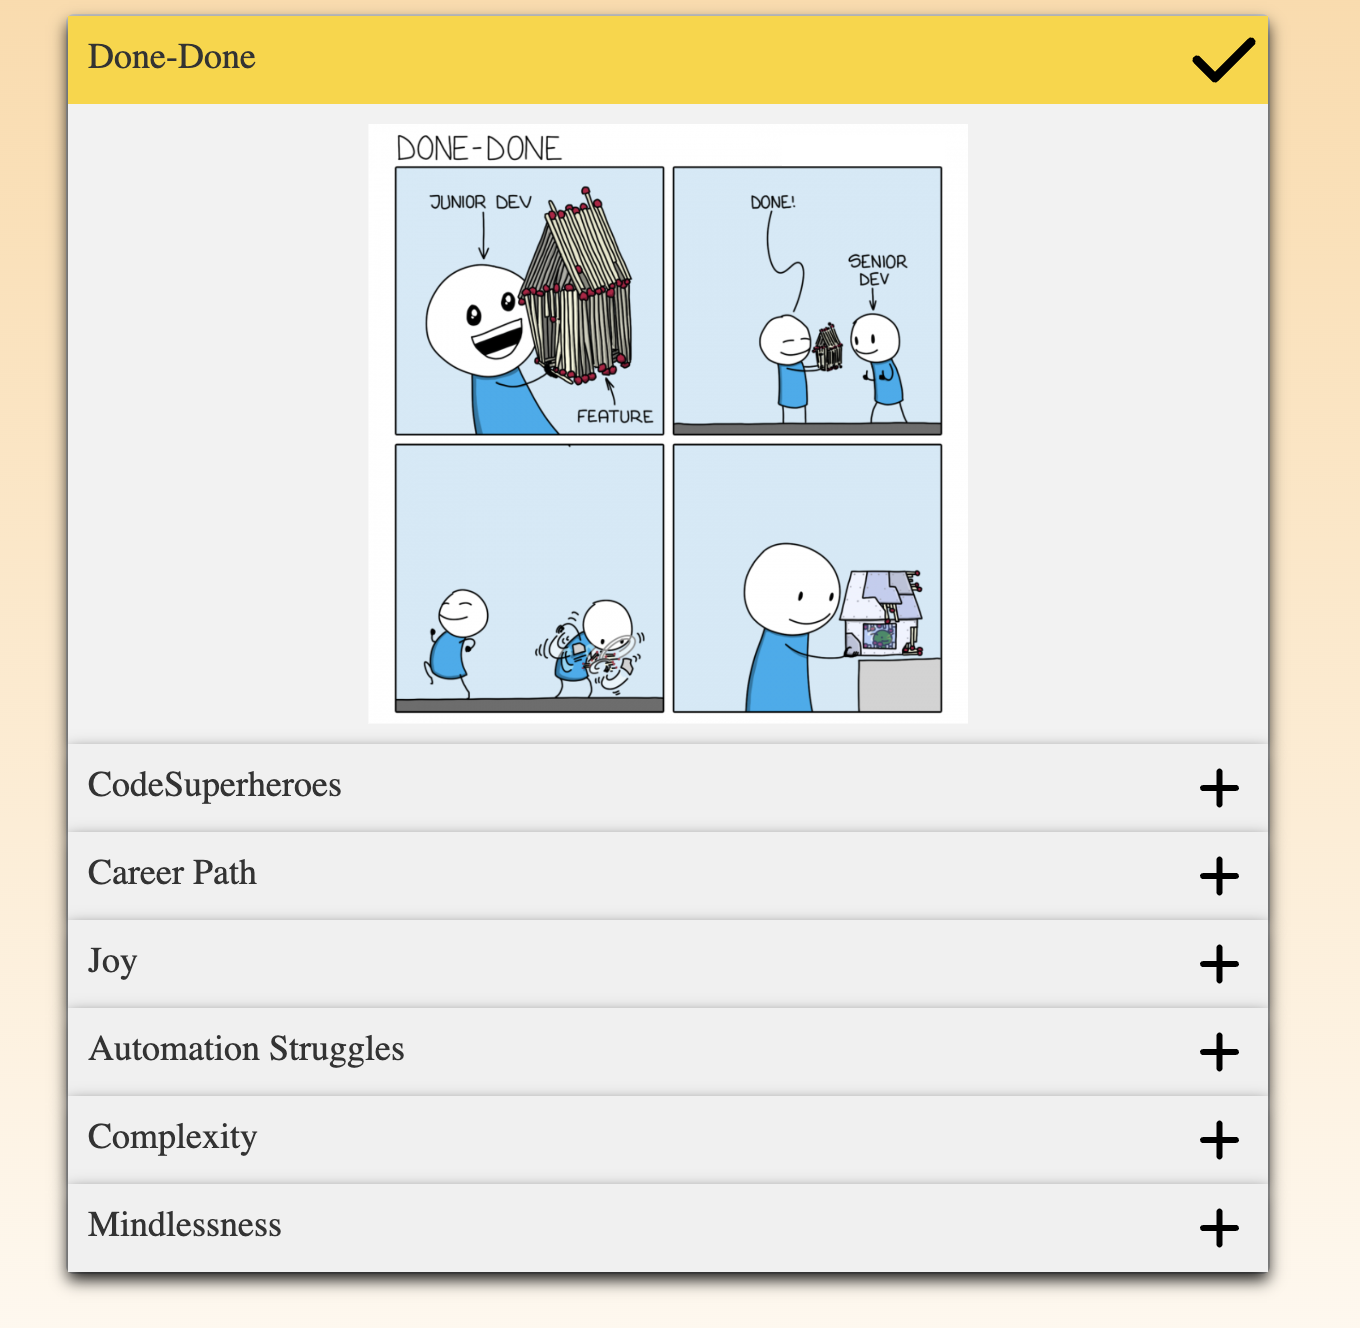 Done-Done
DONE-DONE
JUNIOR DEV
FEATURE
DONE!
SENIOR
DEV
CodeSuperheroes
Career Path
Joy
Automation Struggles
Complexity
Mindlessness